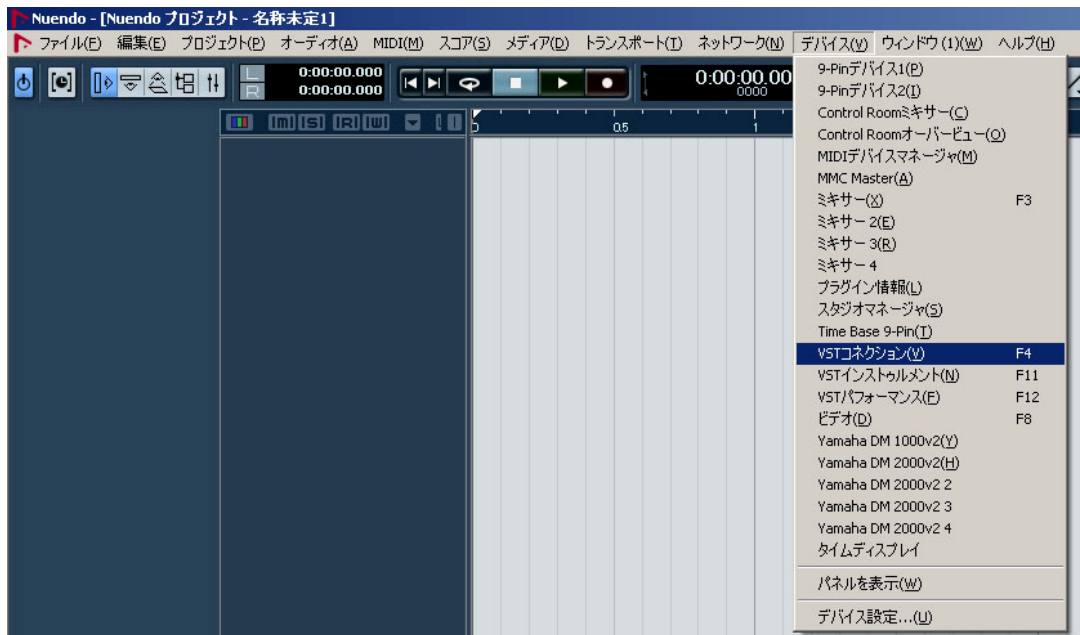 Nuendo - [Nuendo プロジェクト - 名称未定1]
ファイル(F) 編集(E) プロジェクト(P) オーディオ(A) MIDI(M) スコア(S) メディア(D) トランスポート(T) ネットワーク(N) デバイス(V) ウィンドウ (1)(W) ヘルプ(H)
L 0:00:00.000
R 0:00:00.000
0:00:00.00
0000
m S R W
0.5 1
9-Pinデバイス1(P)
9-Pinデバイス2(I)
Control Roomミキサー(C)
Control Roomオーバービュー(O)
MIDIデバイスマネージャ(M)
MMC Master(A)
ミキサー(X) F3
ミキサー 2(E)
ミキサー 3(R)
ミキサー 4
プラグイン情報(L)
スタジオマネージャ(S)
Time Base 9-Pin(T)
VSTコネクション(V) F4
VSTインストゥルメント(N) F11
VSTパフォーマンス(F) F12
ビデオ(D) F8
Yamaha DM 1000v2(Y)
Yamaha DM 2000v2(H)
Yamaha DM 2000v2 2
Yamaha DM 2000v2 3
Yamaha DM 2000v2 4
タイムディスプレイ
パネルを表示(W)
デバイス設定...(U)